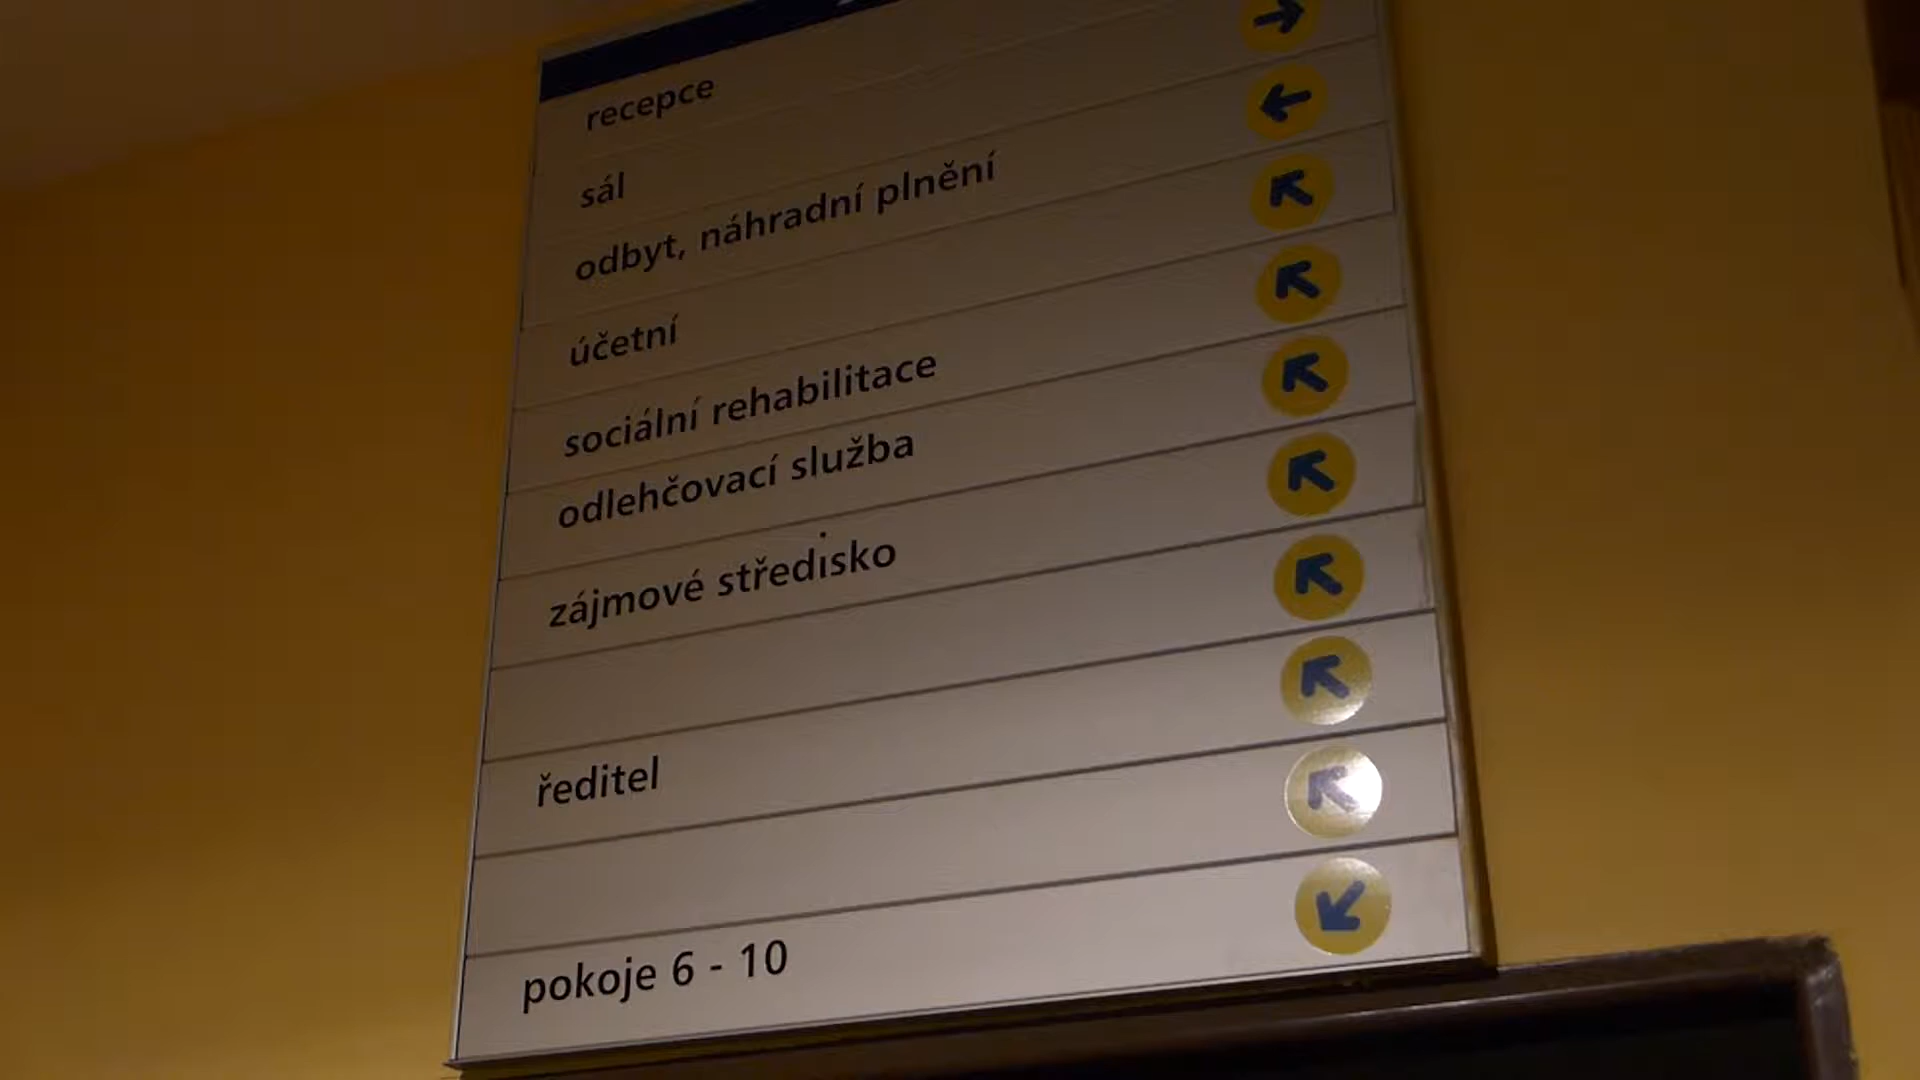 recepce
sál
odbyt, náhradní plnění
účetní
sociální rehabilitace
odlehčovací služba
zájmové středisko
ředitel
pokoje 6 - 10